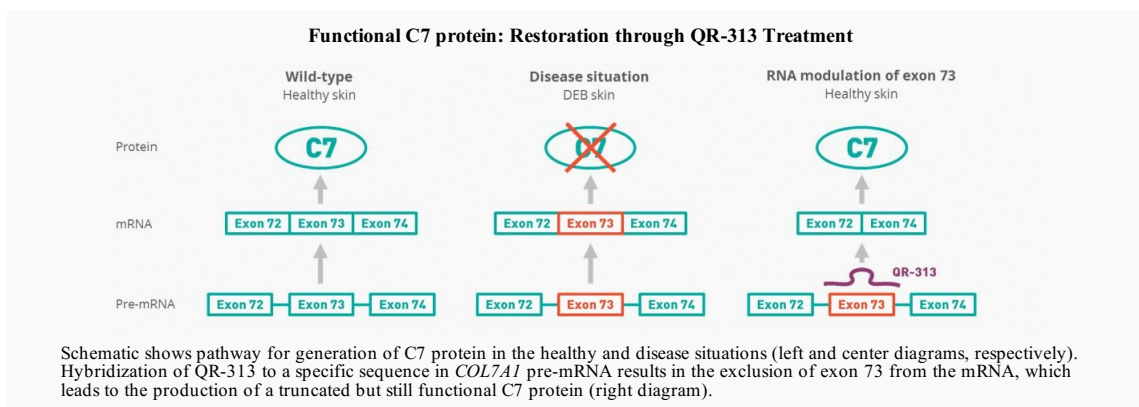 Functional C7 protein: Restoration through QR-313 Treatment
Wild-type
Healthy skin
Disease situation
DEB skin
RNA modulation of exon 73
Healthy skin
Protein
C7
C7
C7
mRNA
Exon 72 Exon 73 Exon 74
Exon 72 Exon 73 Exon 74
Exon 72 Exon 74
QR-313
Pre-mRNA
Exon 72 Exon 73 Exon 74
Exon 72 Exon 73 Exon 74
Exon 72 Exon 73 Exon 74
Schematic shows pathway for generation of C7 protein in the healthy and disease situations (left and center diagrams, respectively).
Hybridization of QR-313 to a specific sequence in COL7A1 pre-mRNA results in the exclusion of exon 73 from the mRNA, which
leads to the production of a truncated but still functional C7 protein (right diagram).